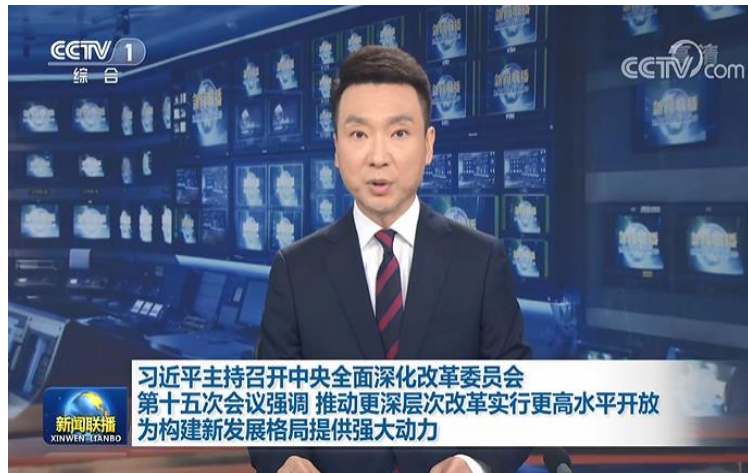 CCTV 1
综合
高清
CCTV.com
习近平主持召开中央全面深化改革委员会
第十五次会议强调 推动更深层次改革实行更高水平开放
为构建新发展格局提供强大动力
新闻联播
XINWEN LIANBO